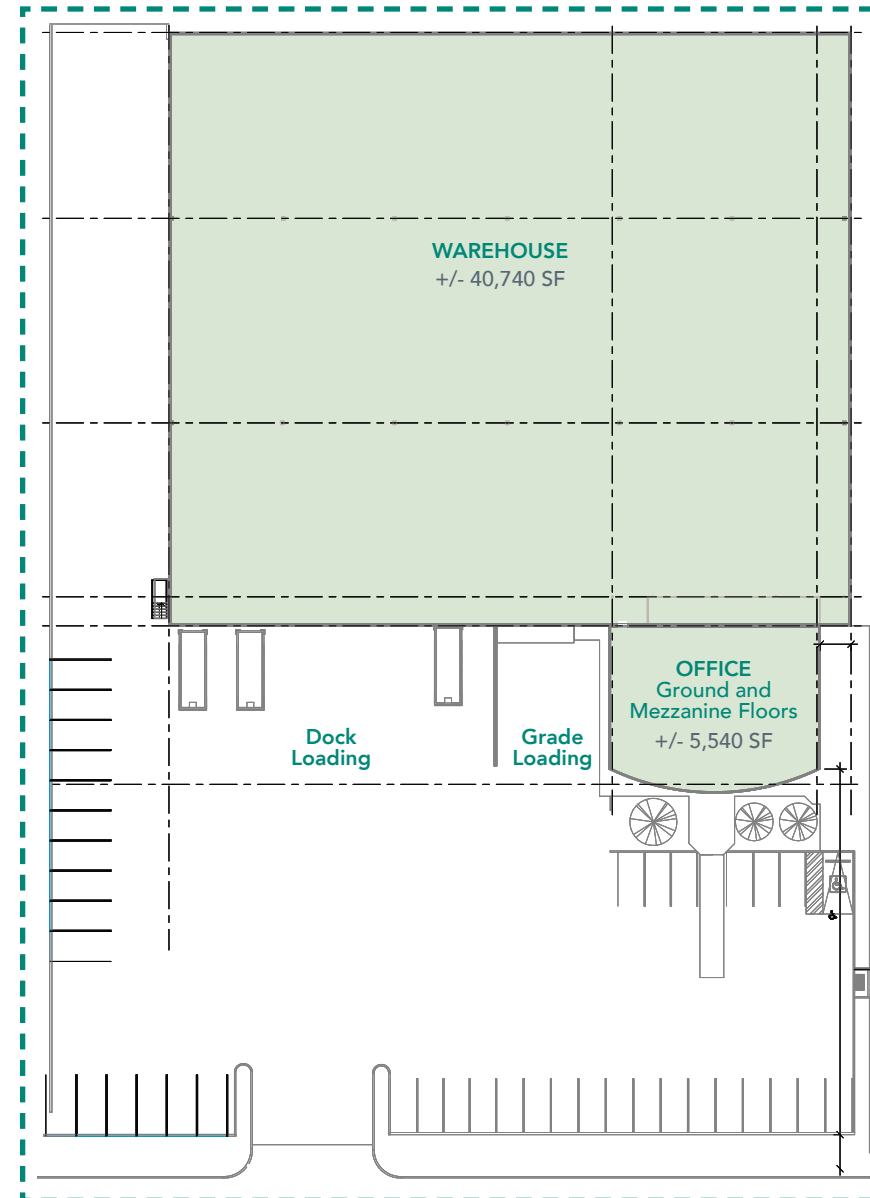 WAREHOUSE
+/- 40,740 SF
OFFICE
Ground and
Mezzanine Floors
+/- 5,540 SF
Dock
Loading
Grade
Loading